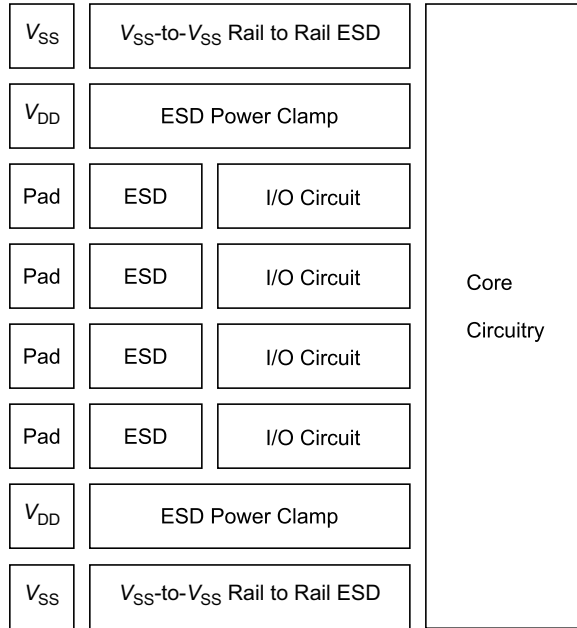 VSS VSS-to-VSS Rail to Rail ESD
VDD ESD Power Clamp
Pad ESD I/O Circuit
Pad ESD I/O Circuit
Core
Circuitry
Pad ESD I/O Circuit
Pad ESD I/O Circuit
VDD ESD Power Clamp
VSS VSS-to-VSS Rail to Rail ESD